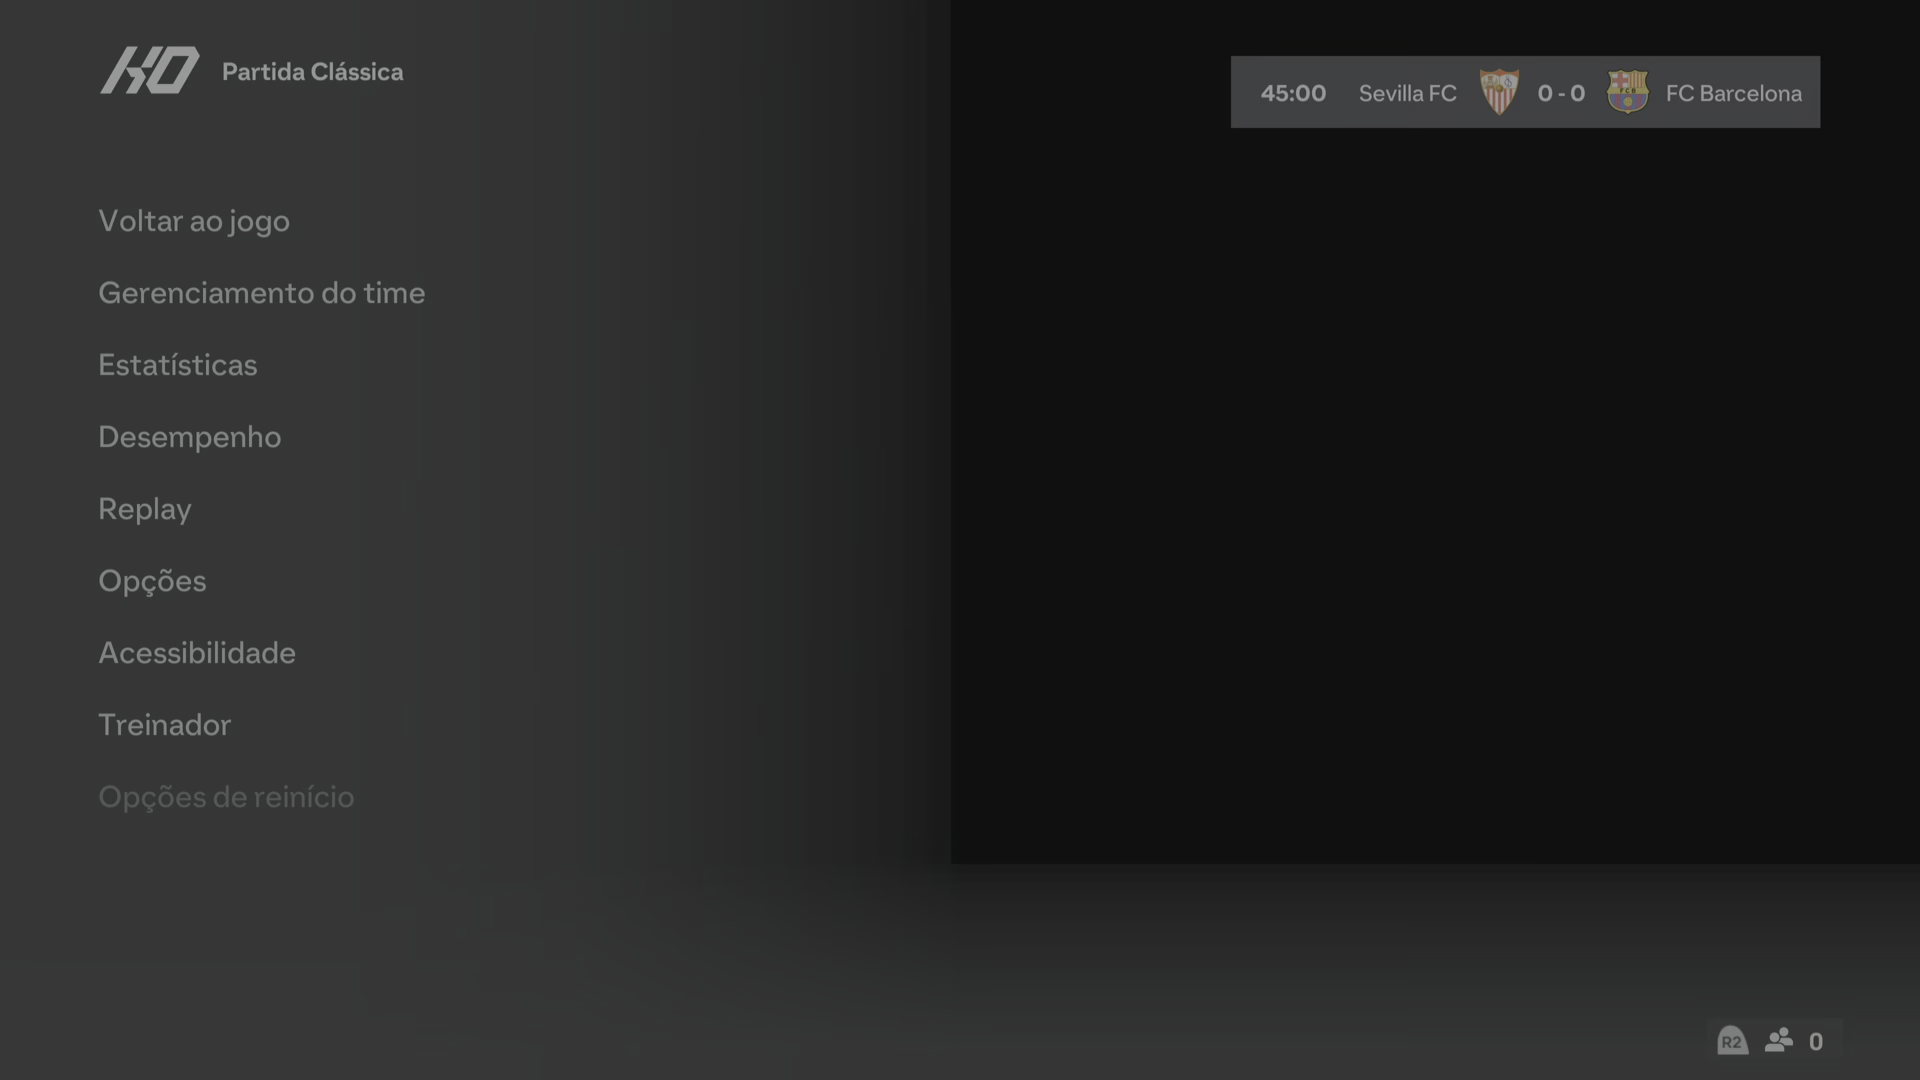 KO Partida Clássica
45:00 Sevilla FC 0 - 0 FC Barcelona
Voltar ao jogo
Gerenciamento do time
Estatísticas
Desempenho
Replay
Opções
Acessibilidade
Treinador
Opções de reinício
R2 0